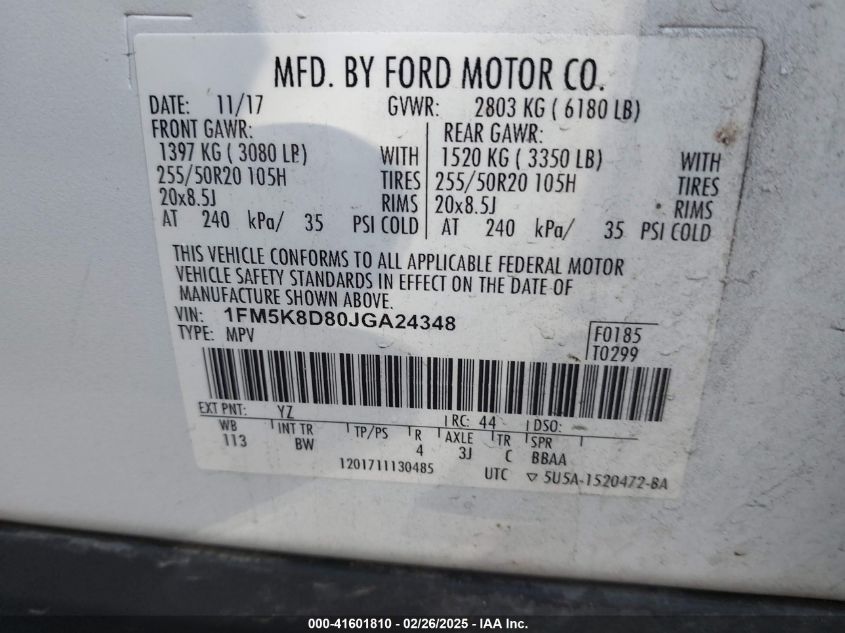 MFD. BY FORD MOTOR CO.
DATE: 11/17 GVWR: 2803 KG ( 6180 LB)
FRONT GAWR: REAR GAWR:
1397 KG ( 3080 LB) WITH 1520 KG ( 3350 LB) WITH
255/50R20 105H TIRES 255/50R20 105H TIRES
20x8.5J RIMS 20x8.5J RIMS
AT 240 kPa/ 35 PSI COLD AT 240 kPa/ 35 PSI COLD
THIS VEHICLE CONFORMS TO ALL APPLICABLE FEDERAL MOTOR
VEHICLE SAFETY STANDARDS IN EFFECT ON THE DATE OF
MANUFACTURE SHOWN ABOVE.
VIN: 1FM5K8D80JGA24348
TYPE: MPV
F0185
T0299
EXT PNT: YZ RC: 44 DSO:
WB INT TR TP/PS R AXLE TR SPR
113 BW 4 3J C BBAA
1201711130485 UTC ▽ 5U5A-1520472-BA
000-41601810 - 02/26/2025 - IAA Inc.